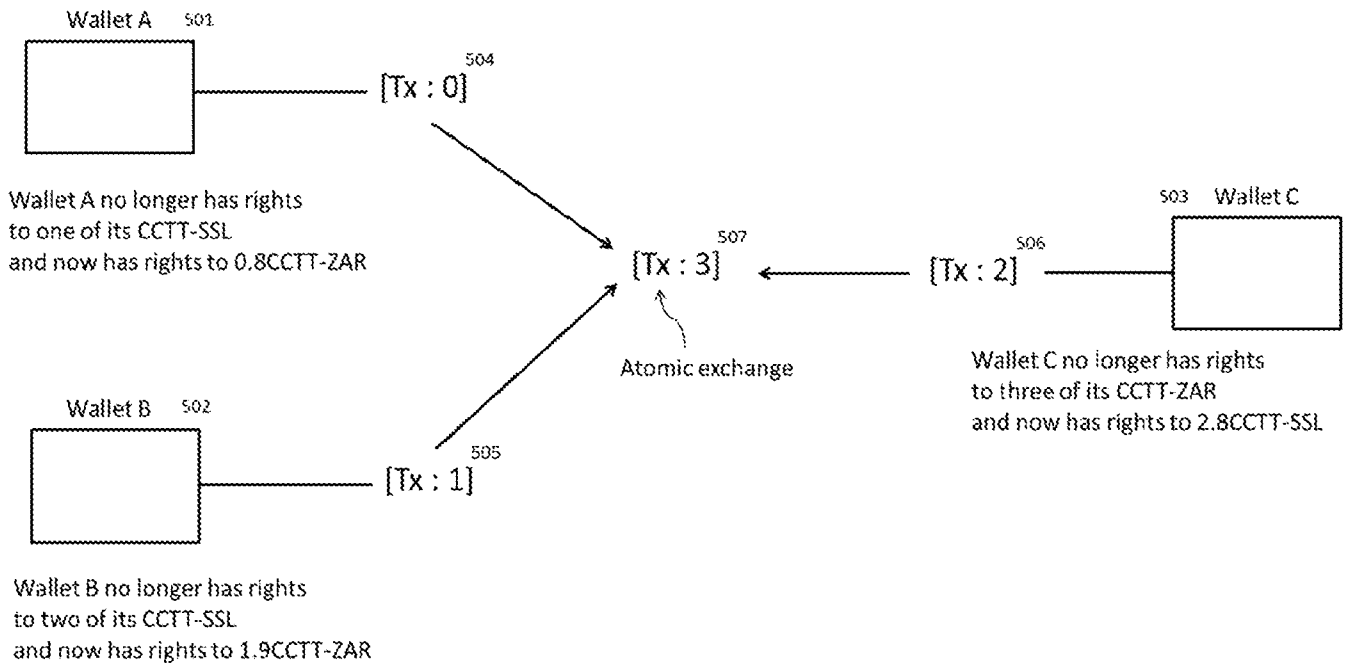 Wallet A 501
[Tx : 0] 504
Wallet A no longer has rights
to one of its CCTT-SSL
and now has rights to 0.8CCTT-ZAR
503 Wallet C
[Tx : 3] 507
[Tx : 2] 506
Atomic exchange
Wallet C no longer has rights
to three of its CCTT-ZAR
and now has rights to 2.8CCTT-SSL
Wallet B 502
[Tx : 1] 505
Wallet B no longer has rights
to two of its CCTT-SSL
and now has rights to 1.9CCTT-ZAR